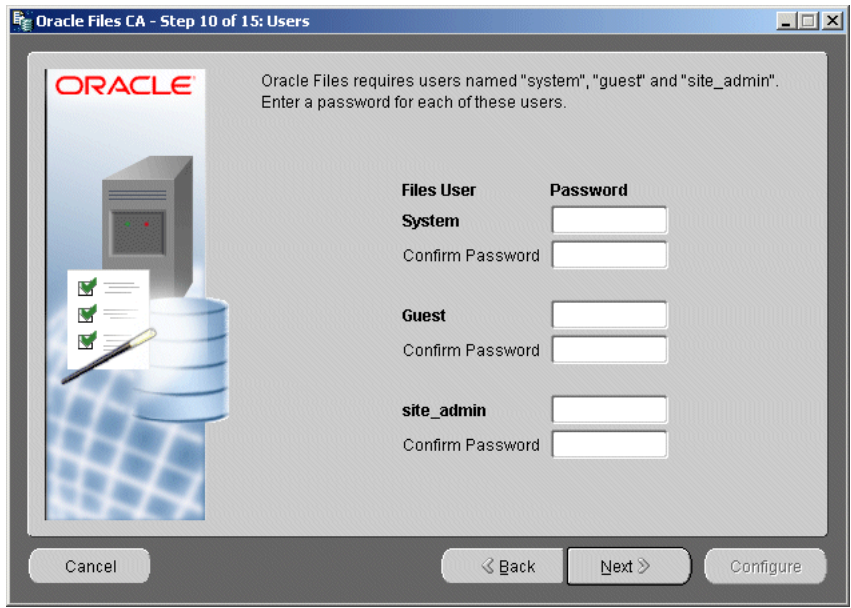 Oracle Files CA - Step 10 of 15: Users
ORACLE
Oracle Files requires users named "system", "guest" and "site_admin".
Enter a password for each of these users.
Files User Password
System
Confirm Password
Guest
Confirm Password
site_admin
Confirm Password
Cancel Back Next Configure